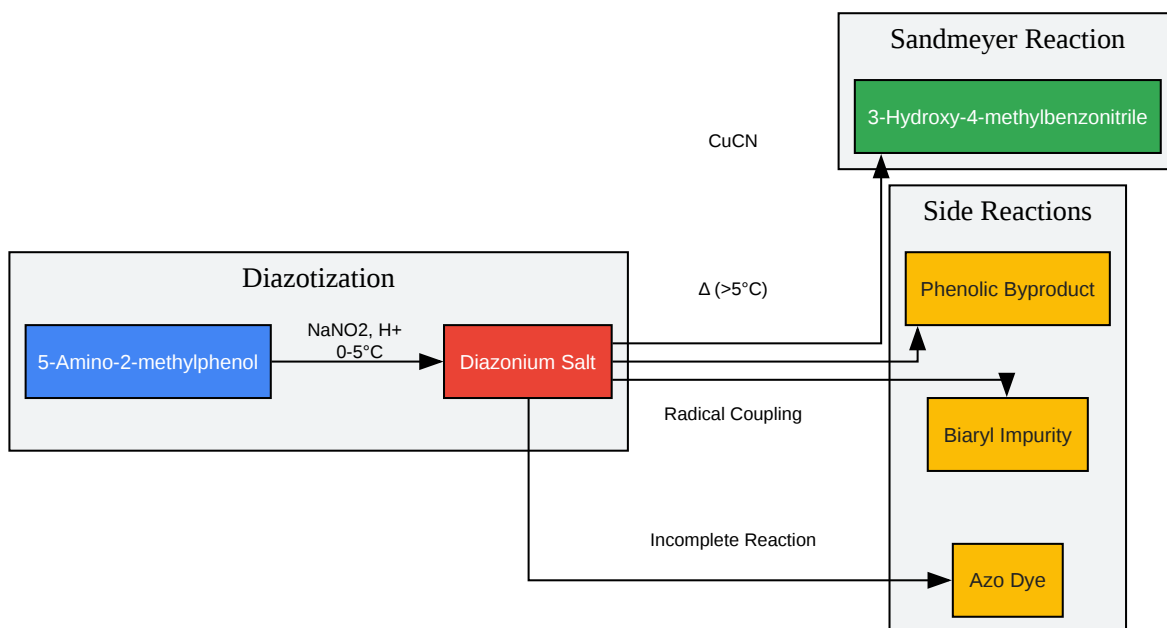 Sandmeyer Reaction
3-Hydroxy-4-methylbenzonitrile
CuCN
Side Reactions
Diazotization
Δ (>5°C)
Phenolic Byproduct
NaNO2, H+
0-5°C
5-Amino-2-methylphenol
Diazonium Salt
Radical Coupling
Biaryl Impurity
Incomplete Reaction
Azo Dye